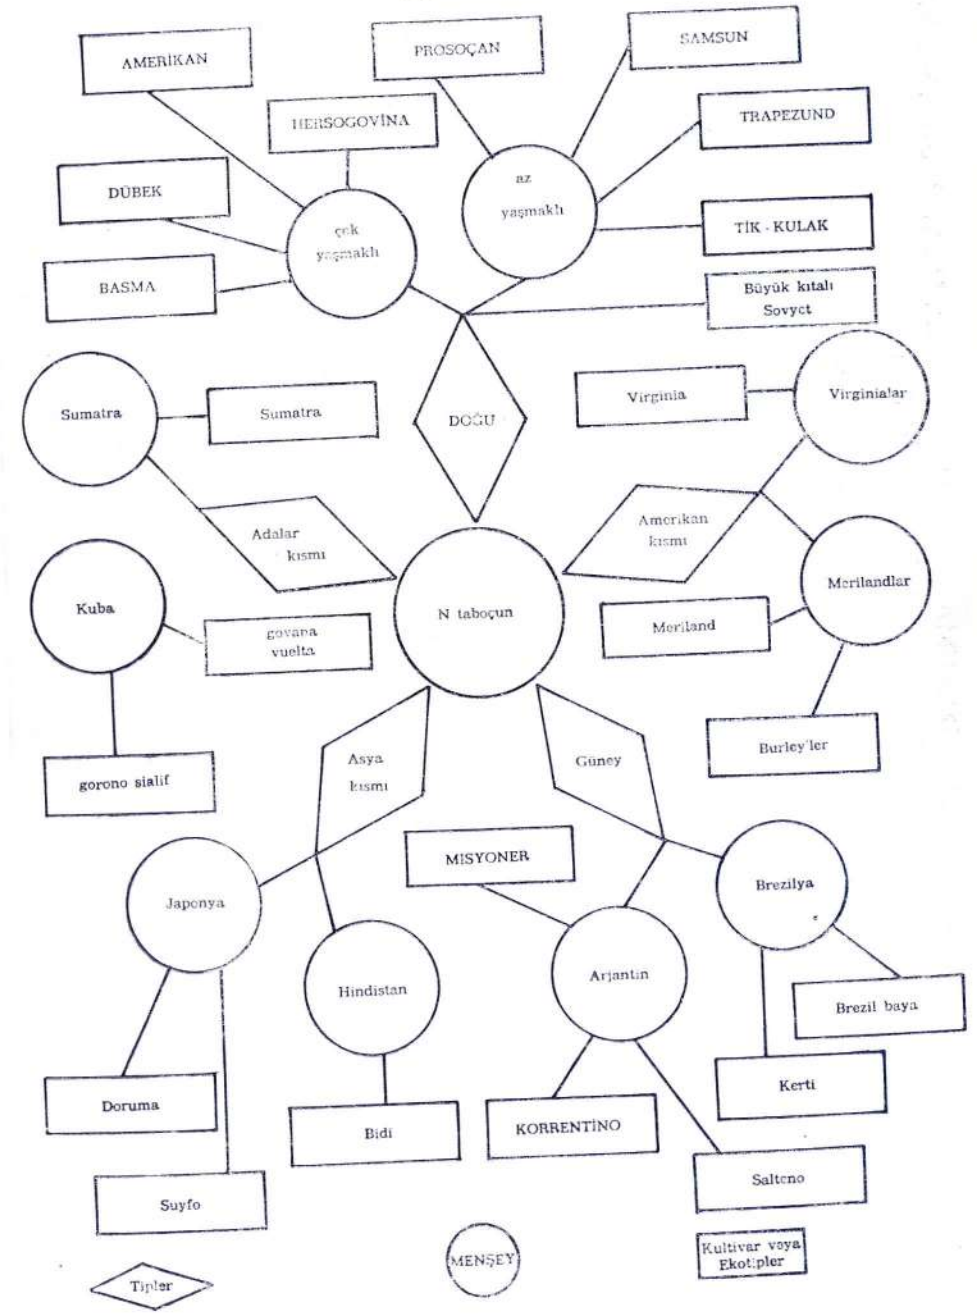 AMERİKAN
PROSOÇAN
SAMSUN
HERSOGOVİNA
TRAPEZUND
DÜBEK
çok
yaşmaklı
az
yaşmaklı
TİK - KULAK
BASMA
Büyük kıtalı
Sovyet
Sumatra
Sumatra
DOĞU
Virginia
Virginialar
Adalar
kısmı
Amerikan
kısmı
Kuba
govana
vuelta
N taboçun
Meriland
Merilandlar
gorono sialif
Asya
kısmı
Güney
Burley'ler
Japonya
MISYONER
Brezilya
Hindistan
Arjantin
Brezil baya
Doruma
Bidi
KORRENTİNO
Kerti
Suyfo
Salteno
Tipler
MENŞEY
Kultivar veya
Ekotipler